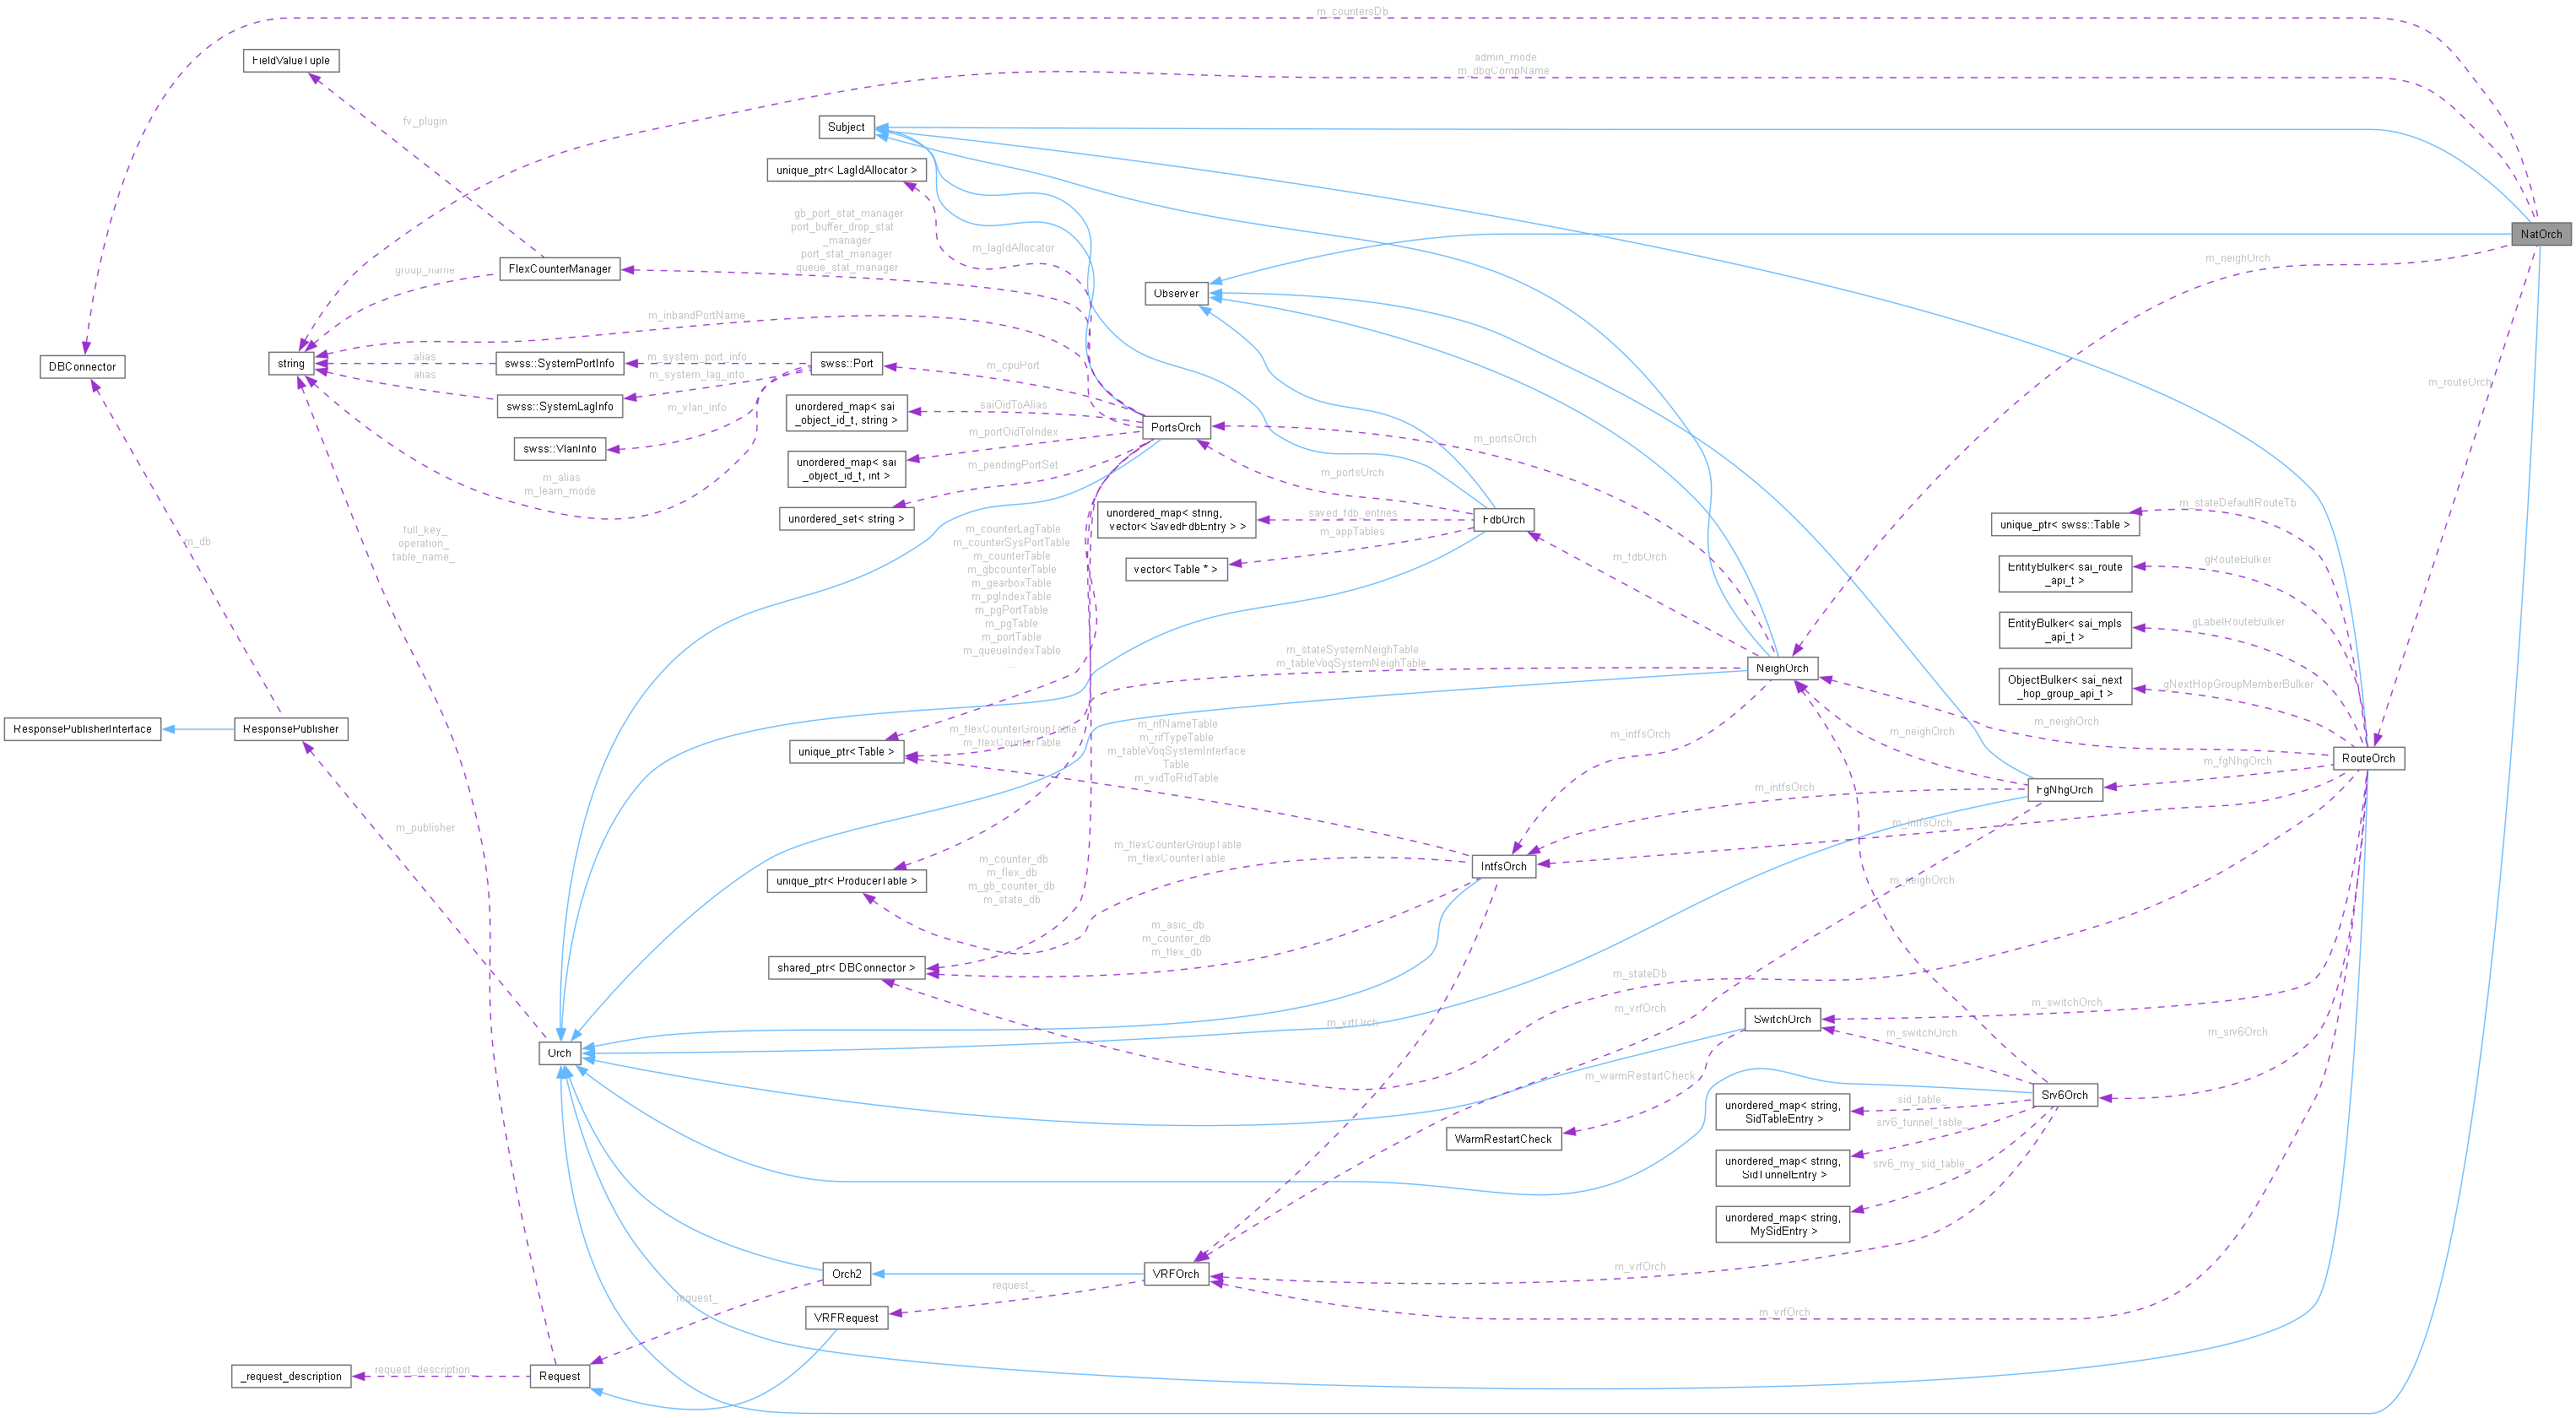 m_countersDb
admin_mode
m_dbgCompName
FieldValueTuple
fv_plugin
Subject
unique_ptr< LagIdAllocator >
gb_port_stat_manager
port_buffer_drop_stat
_manager
port_stat_manager
queue_stat_manager
m_lagIdAllocator
NatOrch
m_neighOrch
group_name
FlexCounterManager
Observer
m_inbandPortName
DBConnector
string
alias
swss::SystemPortInfo
m_system_port_info
swss::Port
m_cpuPort
alias
swss::SystemLagInfo
m_system_lag_info
m_vlan_info
swss::VlanInfo
m_routeOrch
unordered_map< sai
_object_id_t, string >
saiOidToAlias
PortsOrch
m_portOidToIndex
m_portsOrch
unordered_map< sai
_object_id_t, int >
m_pendingPortSet
m_portsOrch
m_alias
m_learn_mode
unordered_set< string >
unordered_map< string,
vector< SavedFdbEntry > >
saved_fdb_entries
FdbOrch
m_appTables
vector< Table * >
m_fdbOrch
m_stateDefaultRouteTb
unique_ptr< swss::Table >
gRouteBulker
EntityBulker< sai_route
_api_t >
gLabelRouteBulker
EntityBulker< sai_mpls
_api_t >
gNextHopGroupMemberBulker
ObjectBulker< sai_next
_hop_group_api_t >
full_key_
operation_
table_name_
m_db
m_counterLagTable
m_counterSysPortTable
m_counterTable
m_gbcounterTable
m_gearboxTable
m_pgIndexTable
m_pgPortTable
m_pgTable
m_portTable
m_queueIndexTable
...
m_stateSystemNeighTable
m_tableVoqSystemNeighTable
NeighOrch
ResponsePublisherInterface
ResponsePublisher
unique_ptr< Table >
m_flexCounterGroupTable
m_flexCounterTable
m_rifNameTable
m_rifTypeTable
m_tableVoqSystemInterface
Table
m_vidToRidTable
m_intfsOrch
m_neighOrch
m_neighOrch
m_fgNhgOrch
RouteOrch
FgNhgOrch
m_intfsOrch
m_intfsOrch
m_publisher
m_flexCounterGroupTable
m_flexCounterTable
IntfsOrch
unique_ptr< ProducerTable >
m_counter_db
m_flex_db
m_gb_counter_db
m_state_db
m_neighOrch
m_asic_db
m_counter_db
m_flex_db
shared_ptr< DBConnector >
m_stateDb
m_vrfOrch
m_vrfOrch
m_switchOrch
SwitchOrch
m_switchOrch
m_srv6Orch
Orch
m_warmRestartCheck
WarmRestartCheck
Srv6Orch
sid_table_
unordered_map< string,
SidTableEntry >
srv6_tunnel_table_
unordered_map< string,
SidTunnelEntry >
srv6_my_sid_table_
unordered_map< string,
MySidEntry >
Orch2
VRFOrch
m_vrfOrch
request_
request_
VRFRequest
m_vrfOrch
_request_description
request_description_
Request